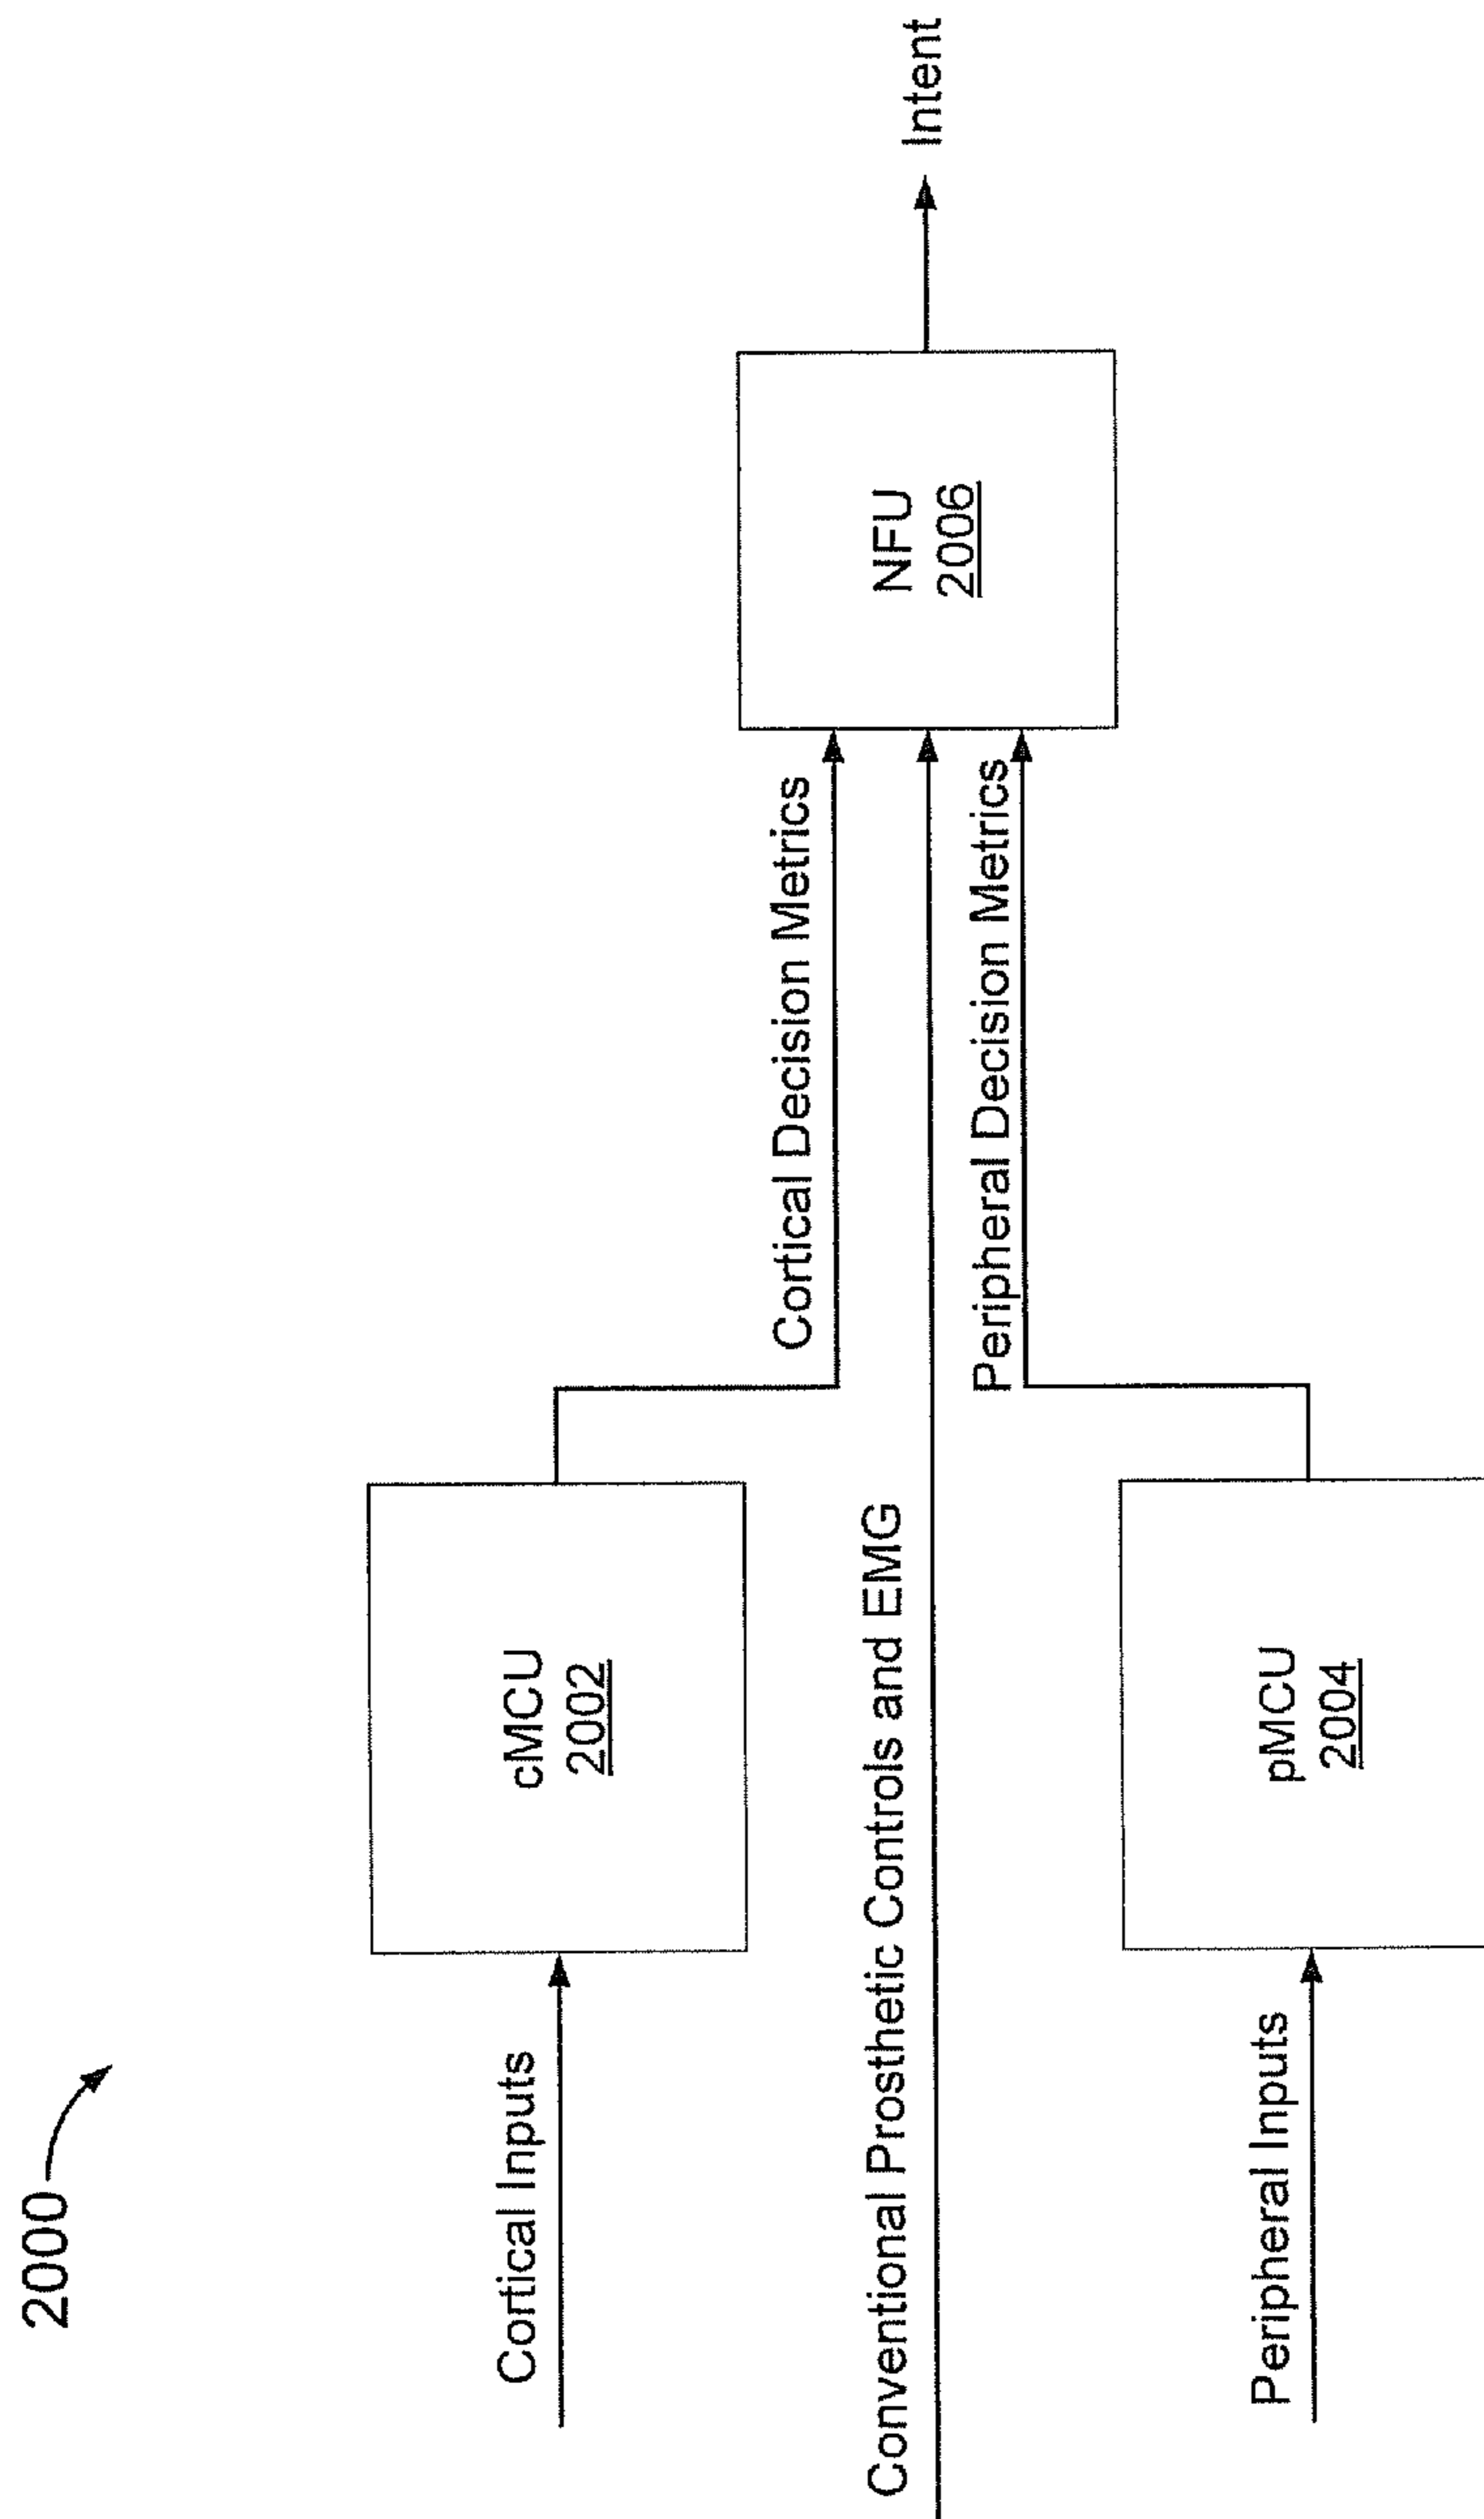 2000
Cortical Inputs
cMCU
2002
Cortical Decision Metrics
Conventional Prosthetic Controls and EMG
NFU
2006
Intent
Peripheral Decision Metrics
Peripheral Inputs
pMCU
2004